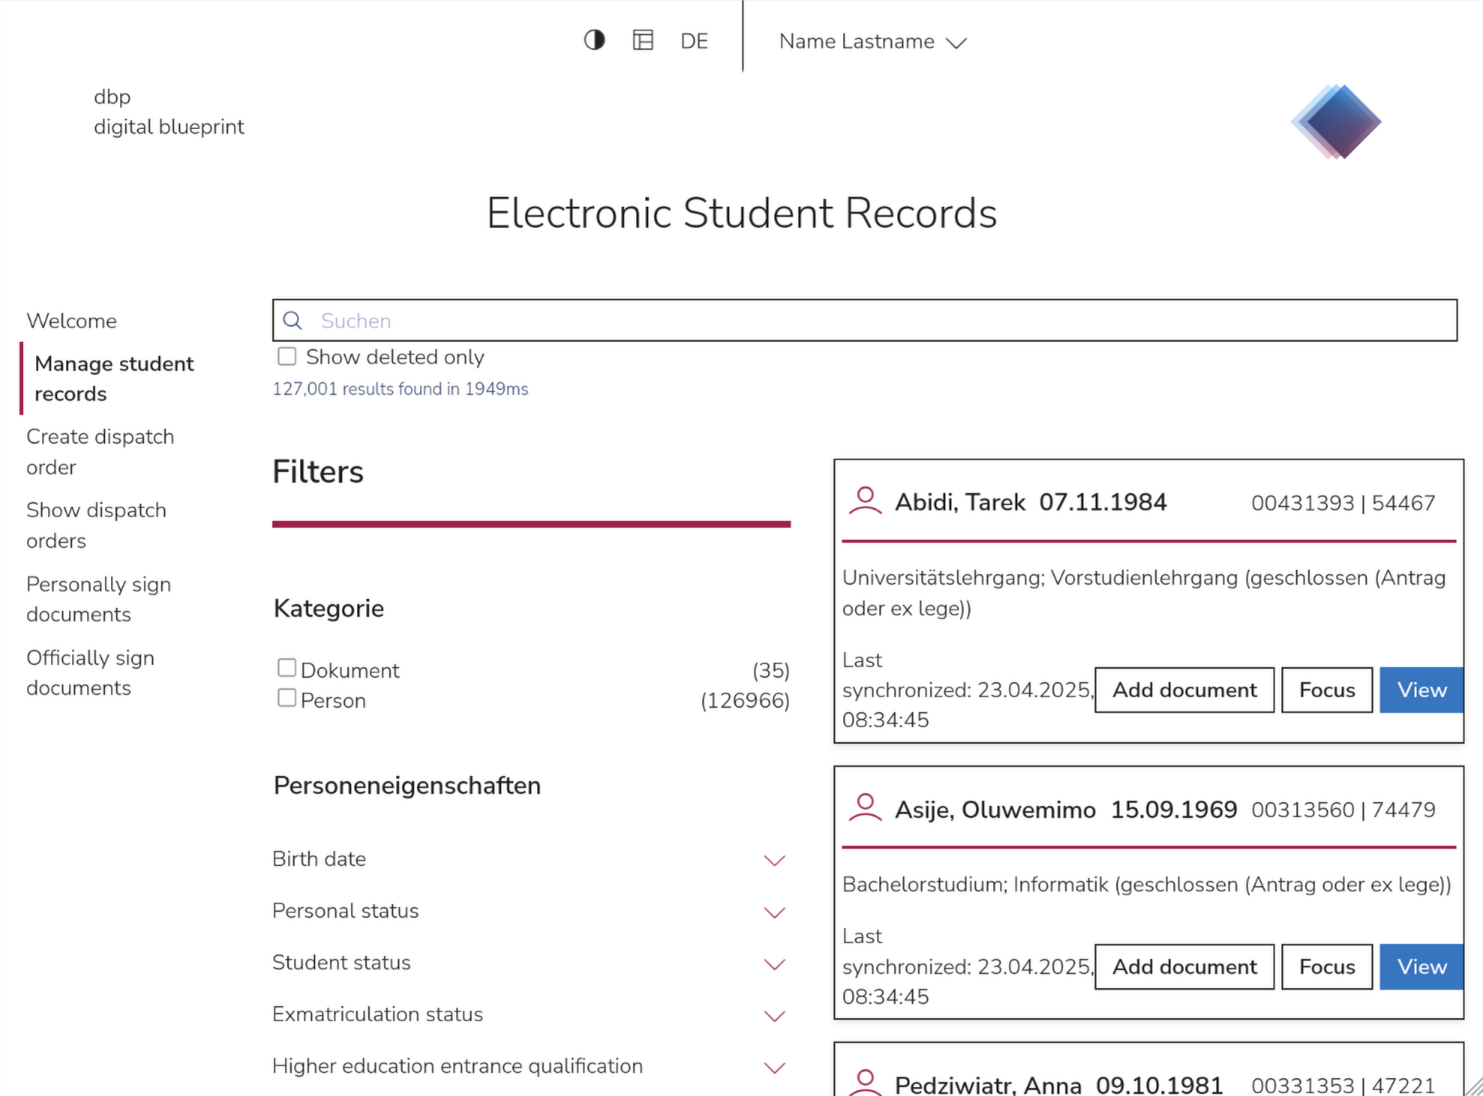 DE
Name Lastname
dbp
digital blueprint
Electronic Student Records
Welcome
Manage student
records
Create dispatch
order
Show dispatch
orders
Personally sign
documents
Officially sign
documents
Suchen
Show deleted only
127,001 results found in 1949ms
Filters
Kategorie
Dokument (35)
Person (126966)
Personeneigenschaften
Birth date
Personal status
Student status
Exmatriculation status
Higher education entrance qualification
Abidi, Tarek 07.11.1984 00431393 | 54467
Universitätslehrgang; Vorstudienlehrgang (geschlossen (Antrag
oder ex lege))
Last
synchronized: 23.04.2025,
08:34:45
Add document Focus View
Asije, Oluwemimo 15.09.1969 00313560 | 74479
Bachelorstudium; Informatik (geschlossen (Antrag oder ex lege))
Last
synchronized: 23.04.2025,
08:34:45
Add document Focus View
Pedziwiatr, Anna 09.10.1981 00331353 | 47221